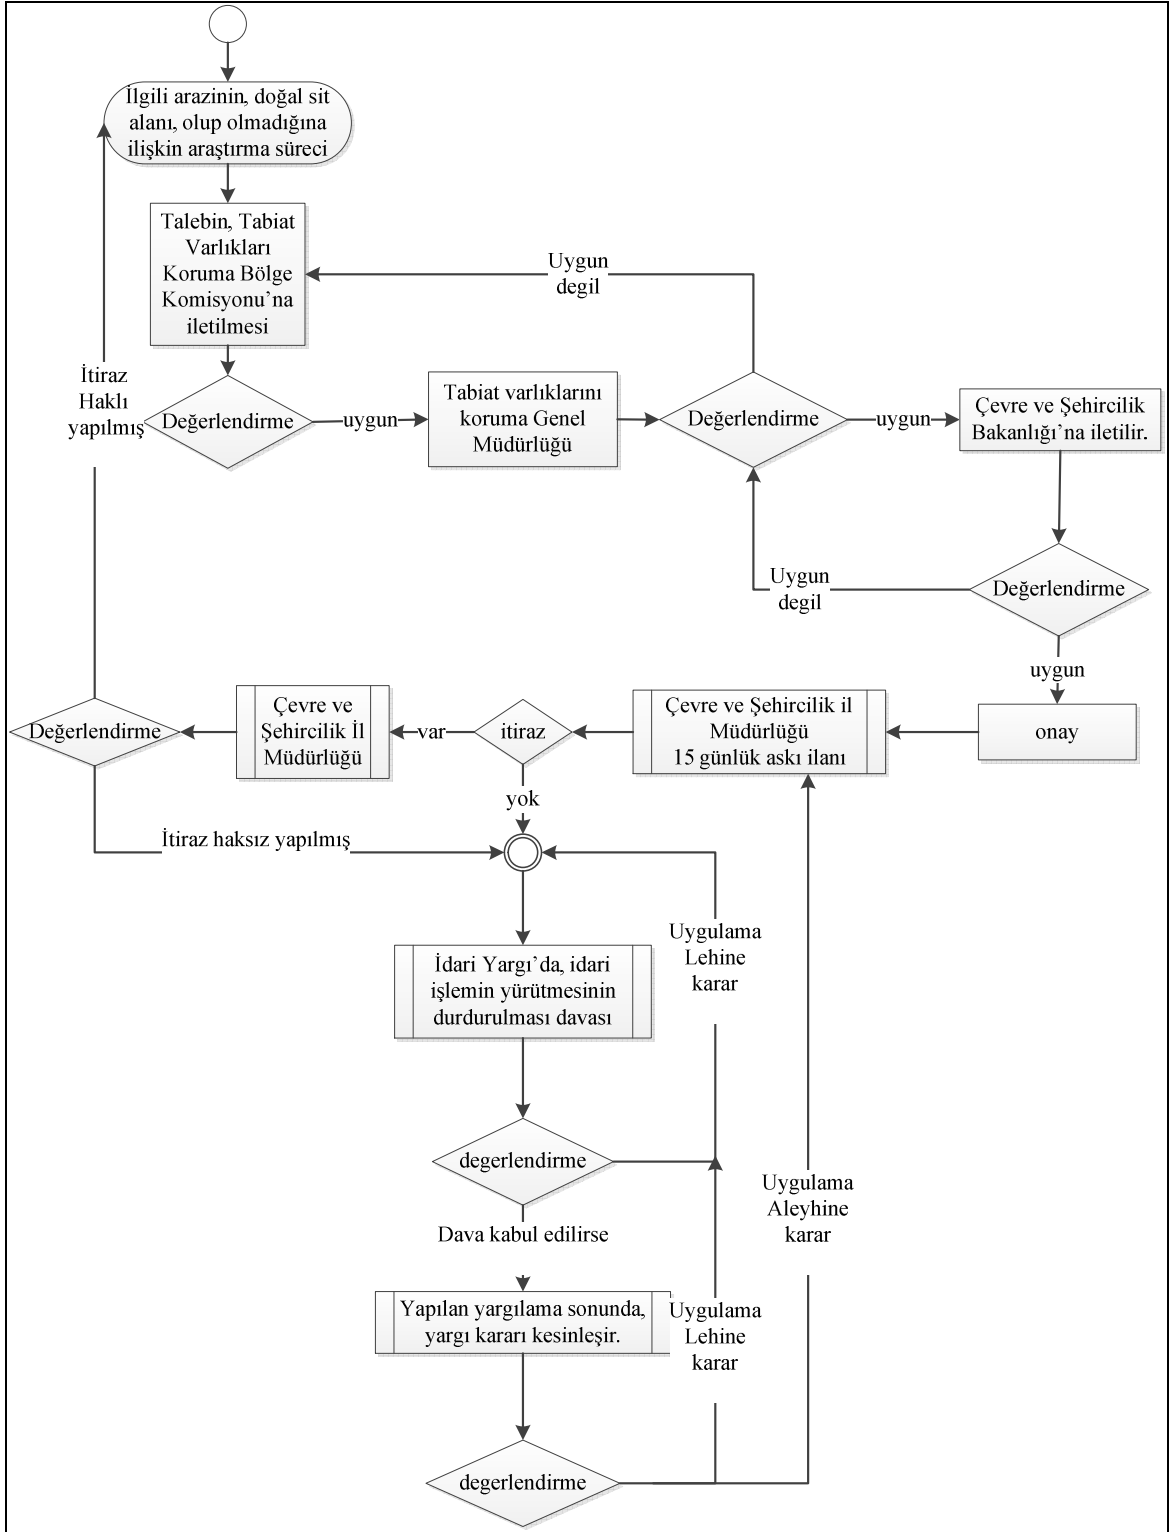 İlgili arazinin, doğal sit
alanı, olup olmadığına
ilişkin araştırma süreci
Talebin, Tabiat
Varlıkları
Koruma Bölge
Komisyonu’na
iletilmesi
Uygun
degil
İtiraz
Haklı
yapılmış
Değerlendirme
uygun
Tabiat varlıklarını
koruma Genel
Müdürlüğü
Değerlendirme
uygun
Çevre ve Şehircilik
Bakanlığı’na iletilir.
Uygun
degil
Değerlendirme
uygun
Değerlendirme
Çevre ve
Şehircilik İl
Müdürlüğü
var
itiraz
Çevre ve Şehircilik il
Müdürlüğü
15 günlük askı ilanı
onay
yok
İtiraz haksız yapılmış
Uygulama
Lehine
karar
İdari Yargı’da, idari
işlemin yürütmesinin
durdurulması davası
degerlendirme
Uygulama
Aleyhine
karar
Dava kabul edilirse
Yapılan yargılama sonunda,
yargı kararı kesinleşir.
Uygulama
Lehine
karar
degerlendirme